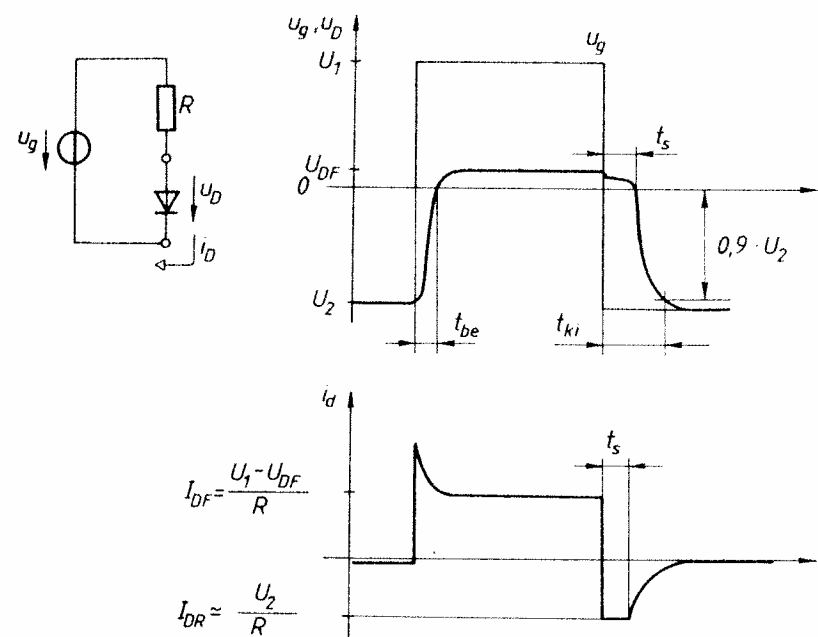 u_g
R
u_D
i_D
u_g, u_D
U_1
u_g
t_s
U_DF
0
0,9 · U_2
U_2
t_be
t_ki
i_d
t_s
I_DF = (U_1 - U_DF) / R
I_DR ≃ U_2 / R